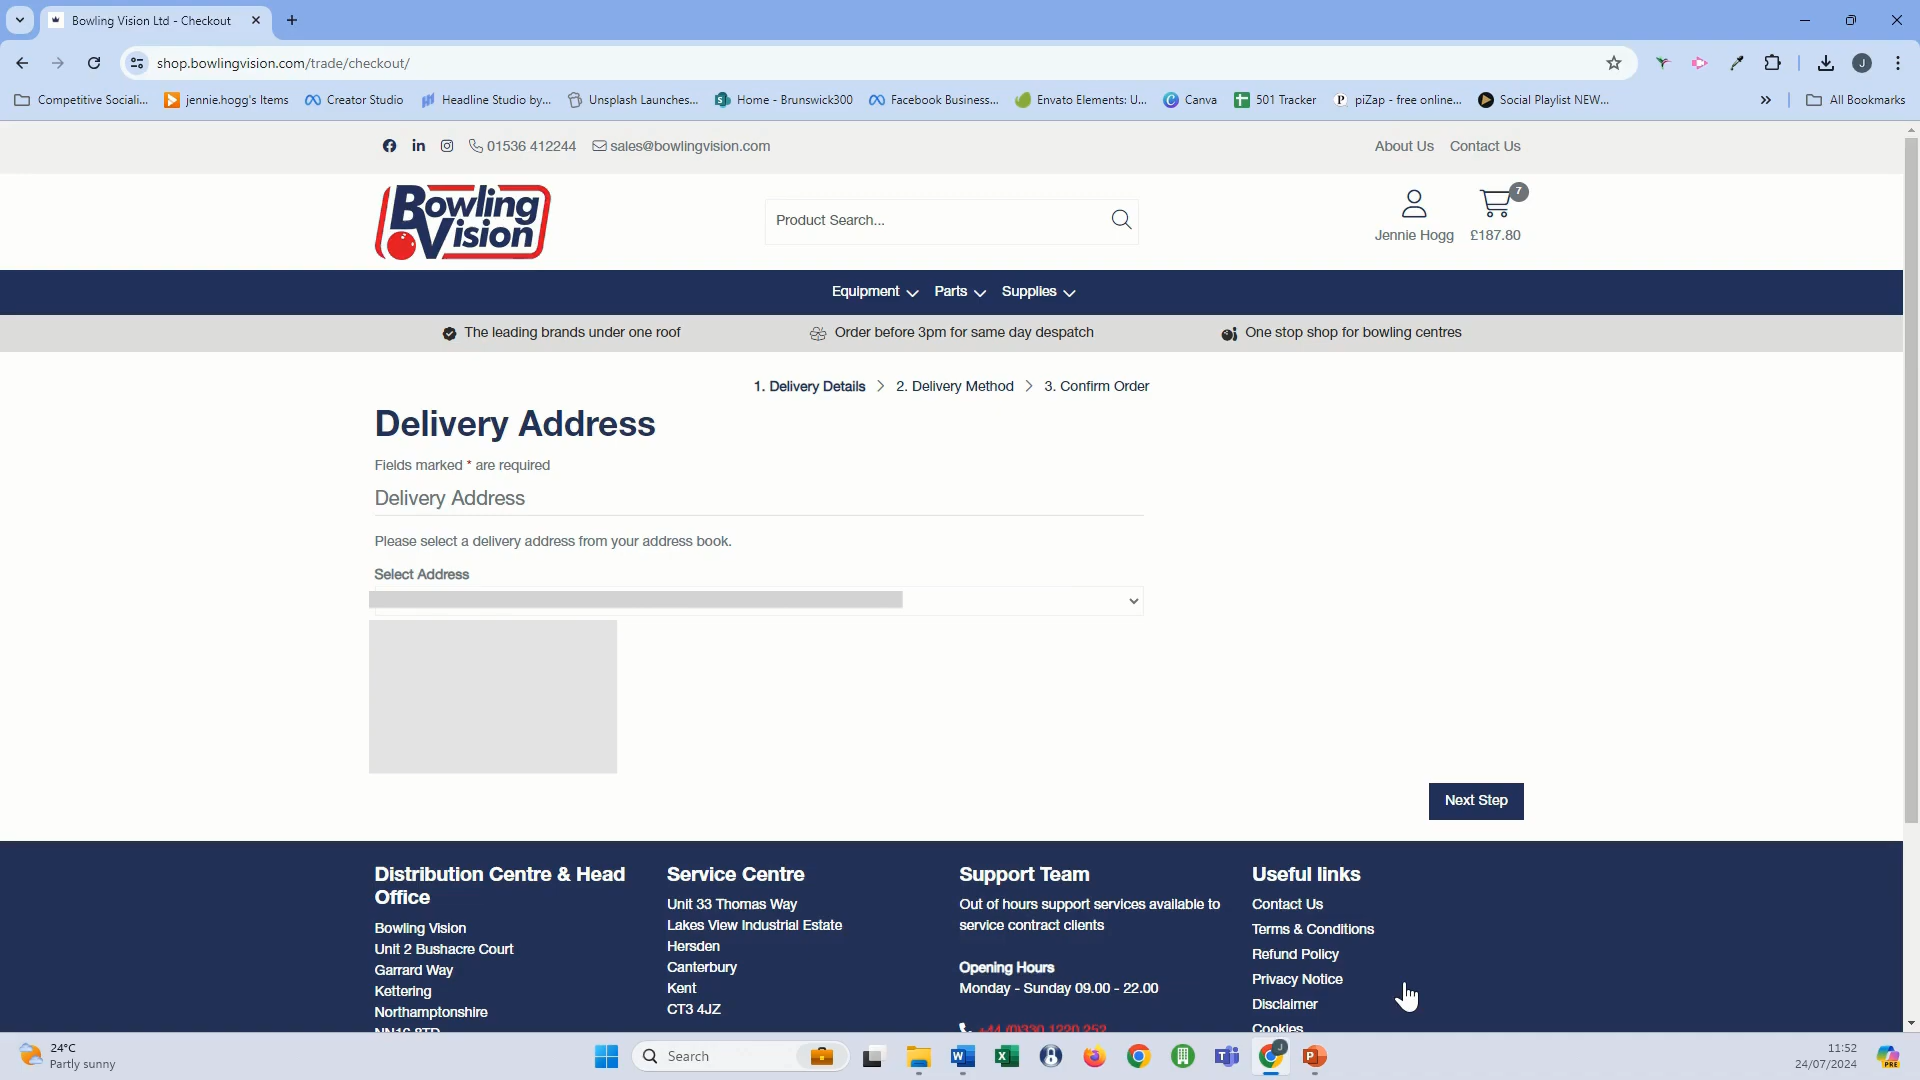 Bowling Vision Ltd - Checkout
shop.bowlingvision.com/trade/checkout/
J
Competitive Sociali...
jennie.hogg's Items
Creator Studio
Headline Studio by...
Unsplash Launches...
Home - Brunswick300
Facebook Business...
Envato Elements: U...
Canva
501 Tracker
piZap - free online...
Social Playlist NEW...
All Bookmarks
01536 412244
sales@bowlingvision.com
About Us
Contact Us
Bowling
Vision
Product Search...
Jennie Hogg
7
£187.80
Equipment
Parts
Supplies
The leading brands under one roof
Order before 3pm for same day despatch
One stop shop for bowling centres
1. Delivery Details > 2. Delivery Method > 3. Confirm Order
Delivery Address
Fields marked * are required
Delivery Address
Please select a delivery address from your address book.
Select Address
Next Step
Distribution Centre & Head
Office
Bowling Vision
Unit 2 Bushacre Court
Garrard Way
Kettering
Northamptonshire
NN16 8TD
Service Centre
Unit 33 Thomas Way
Lakes View Industrial Estate
Hersden
Canterbury
Kent
CT3 4JZ
Support Team
Out of hours support services available to
service contract clients
Opening Hours
Monday - Sunday 09.00 - 22.00
+44 (0)330 1220 252
Useful links
Contact Us
Terms & Conditions
Refund Policy
Privacy Notice
Disclaimer
Cookies
24°C
Partly sunny
Search
11:52
24/07/2024